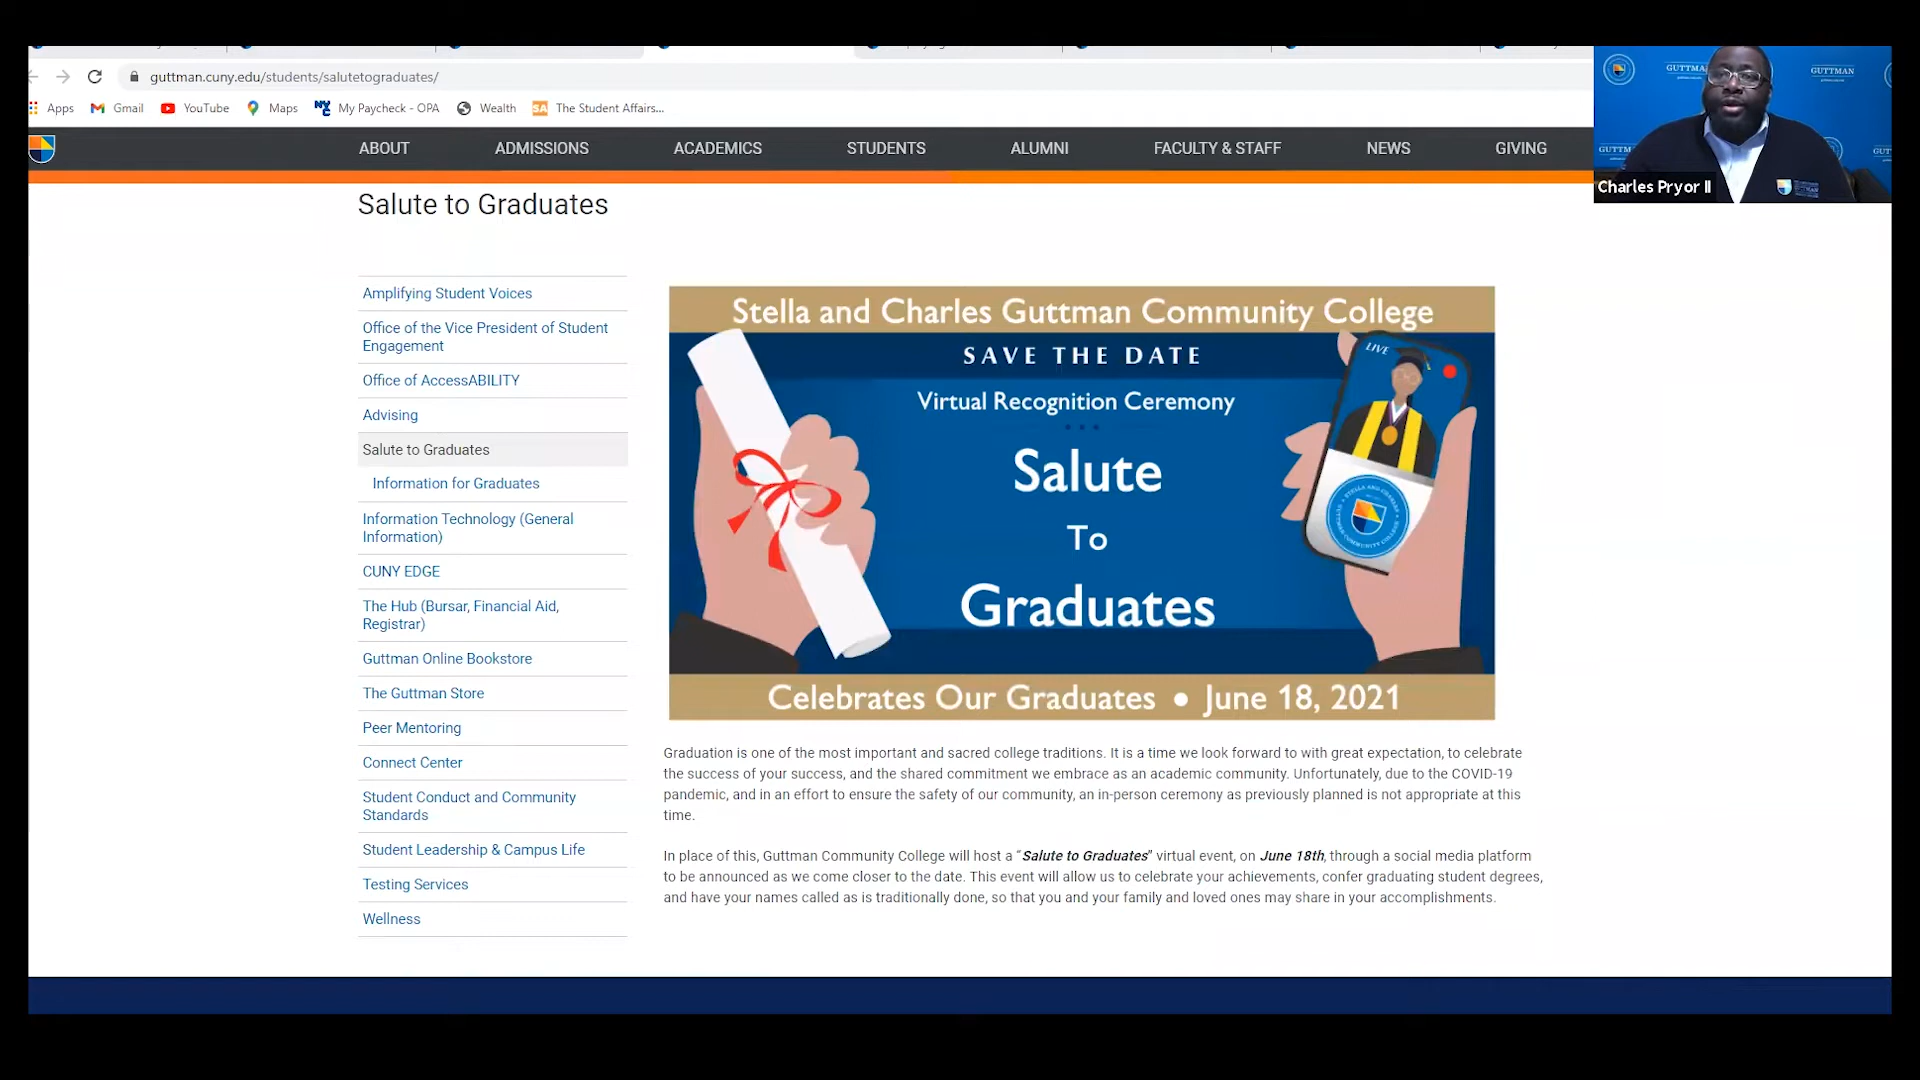 guttman.cuny.edu/students/salutetograduates/
Apps Gmail YouTube Maps My Paycheck - OPA Wealth SA The Student Affairs...
ABOUT ADMISSIONS ACADEMICS STUDENTS ALUMNI FACULTY & STAFF NEWS GIVING
GUTTMAN
Charles Pryor II
Salute to Graduates
Amplifying Student Voices
Office of the Vice President of Student
Engagement
Office of AccessABILITY
Advising
Salute to Graduates
Information for Graduates
Information Technology (General
Information)
CUNY EDGE
The Hub (Bursar, Financial Aid,
Registrar)
Guttman Online Bookstore
The Guttman Store
Peer Mentoring
Connect Center
Student Conduct and Community
Standards
Student Leadership & Campus Life
Testing Services
Wellness
Stella and Charles Guttman Community College
SAVE THE DATE
LIVE
Virtual Recognition Ceremony
Salute
To
Graduates
Celebrates Our Graduates • June 18, 2021
Graduation is one of the most important and sacred college traditions. It is a time we look forward to with great expectation, to celebrate
the success of your success, and the shared commitment we embrace as an academic community. Unfortunately, due to the COVID-19
pandemic, and in an effort to ensure the safety of our community, an in-person ceremony as previously planned is not appropriate at this
time.
In place of this, Guttman Community College will host a “Salute to Graduates” virtual event, on June 18th, through a social media platform
to be announced as we come closer to the date. This event will allow us to celebrate your achievements, confer graduating student degrees,
and have your names called as is traditionally done, so that you and your family and loved ones may share in your accomplishments.